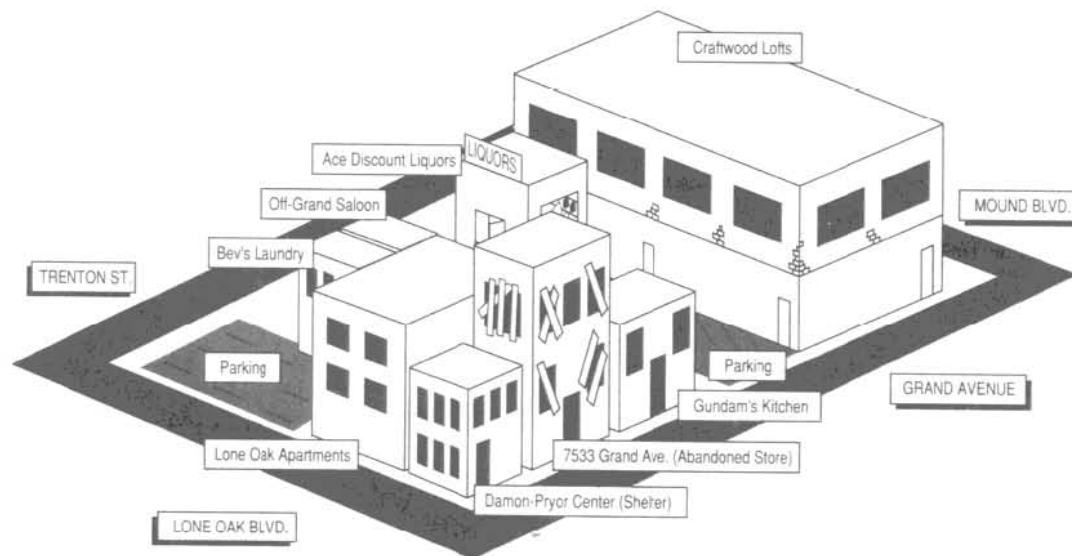 Craftwood Lofts
Ace Discount Liquors
LIQUORS
Off-Grand Saloon
MOUND BLVD.
Bev's Laundry
TRENTON ST.
Parking
Parking
GRAND AVENUE
Gundam's Kitchen
Lone Oak Apartments
7533 Grand Ave. (Abandoned Store)
Damon-Pryor Center (Shelter)
LONE OAK BLVD.